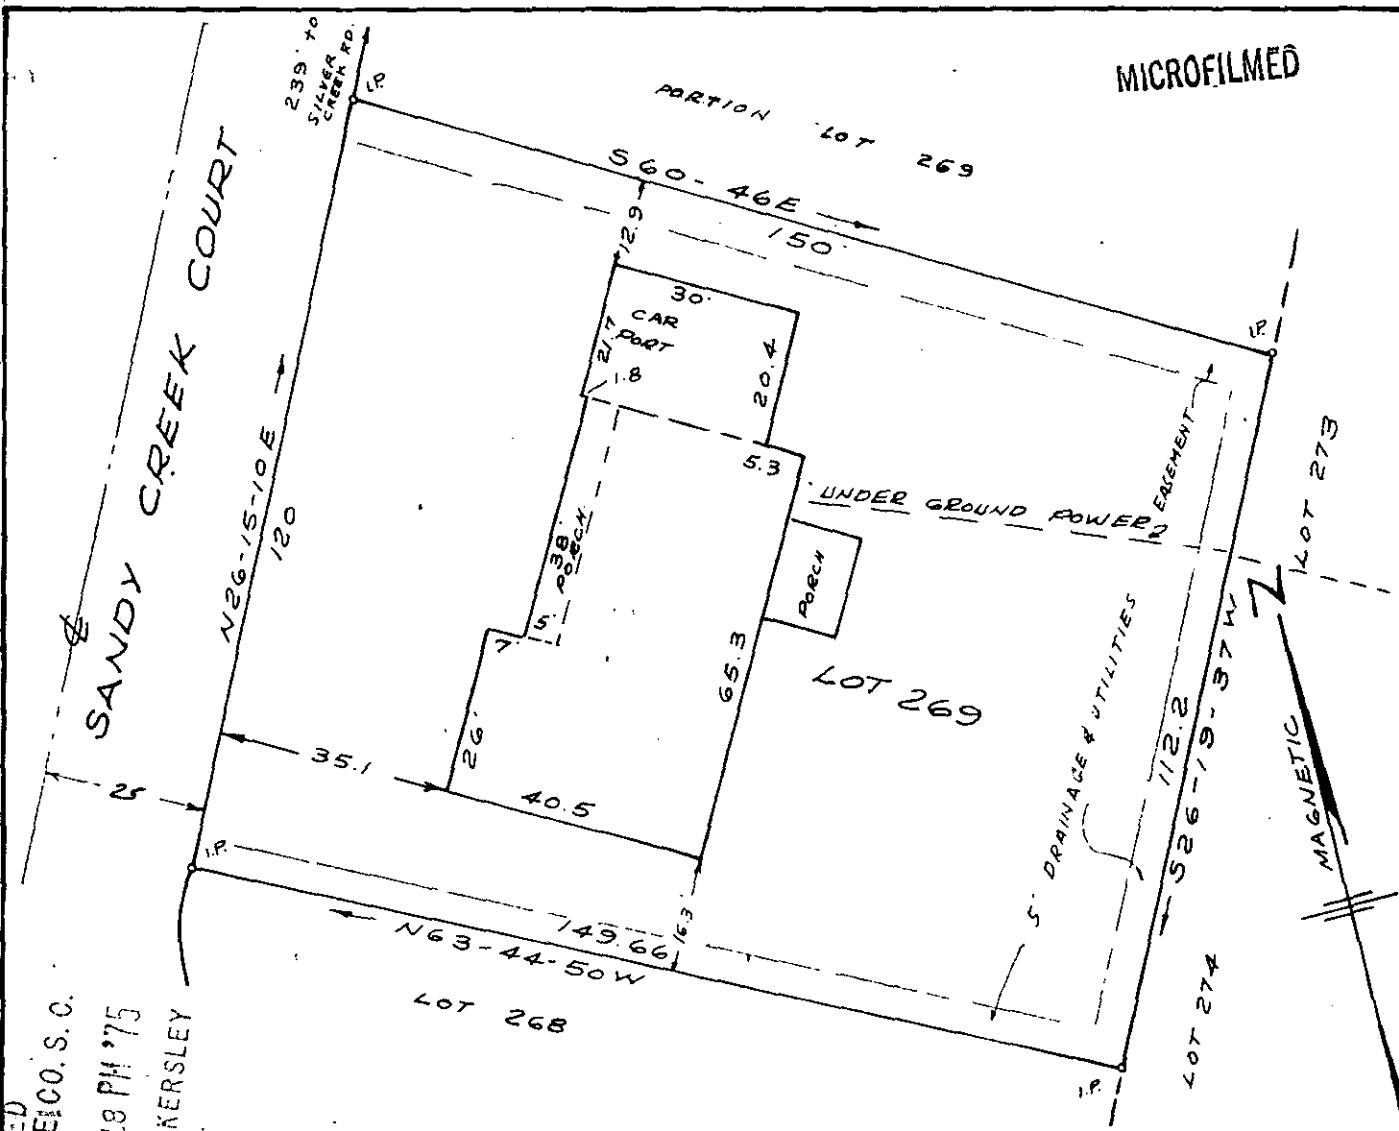 MICROFILMED
239' to
SILVER
CREEK RD.
I.P.
PORTION LOT 269
S 60-46E
150
12.9
30'
CAR
PORT
21.7
20.4
1.8
5.3
I.P.
SANDY CREEK COURT
N26-15-10E
120
38'
PORCH
5'
7'
26'
UNDER GROUND POWER
EASEMENT
PORCH
65.3
LOT 269
LOT 273
35.1
25
40.5
16.3
5' DRAINAGE & UTILITIES
112.2
S26-19-37W
MAGNETIC
I.P.
149.66
N63-44-50W
LOT 268
I.P.
LOT 274
CO. S. C.
PM '75
KERSLEY